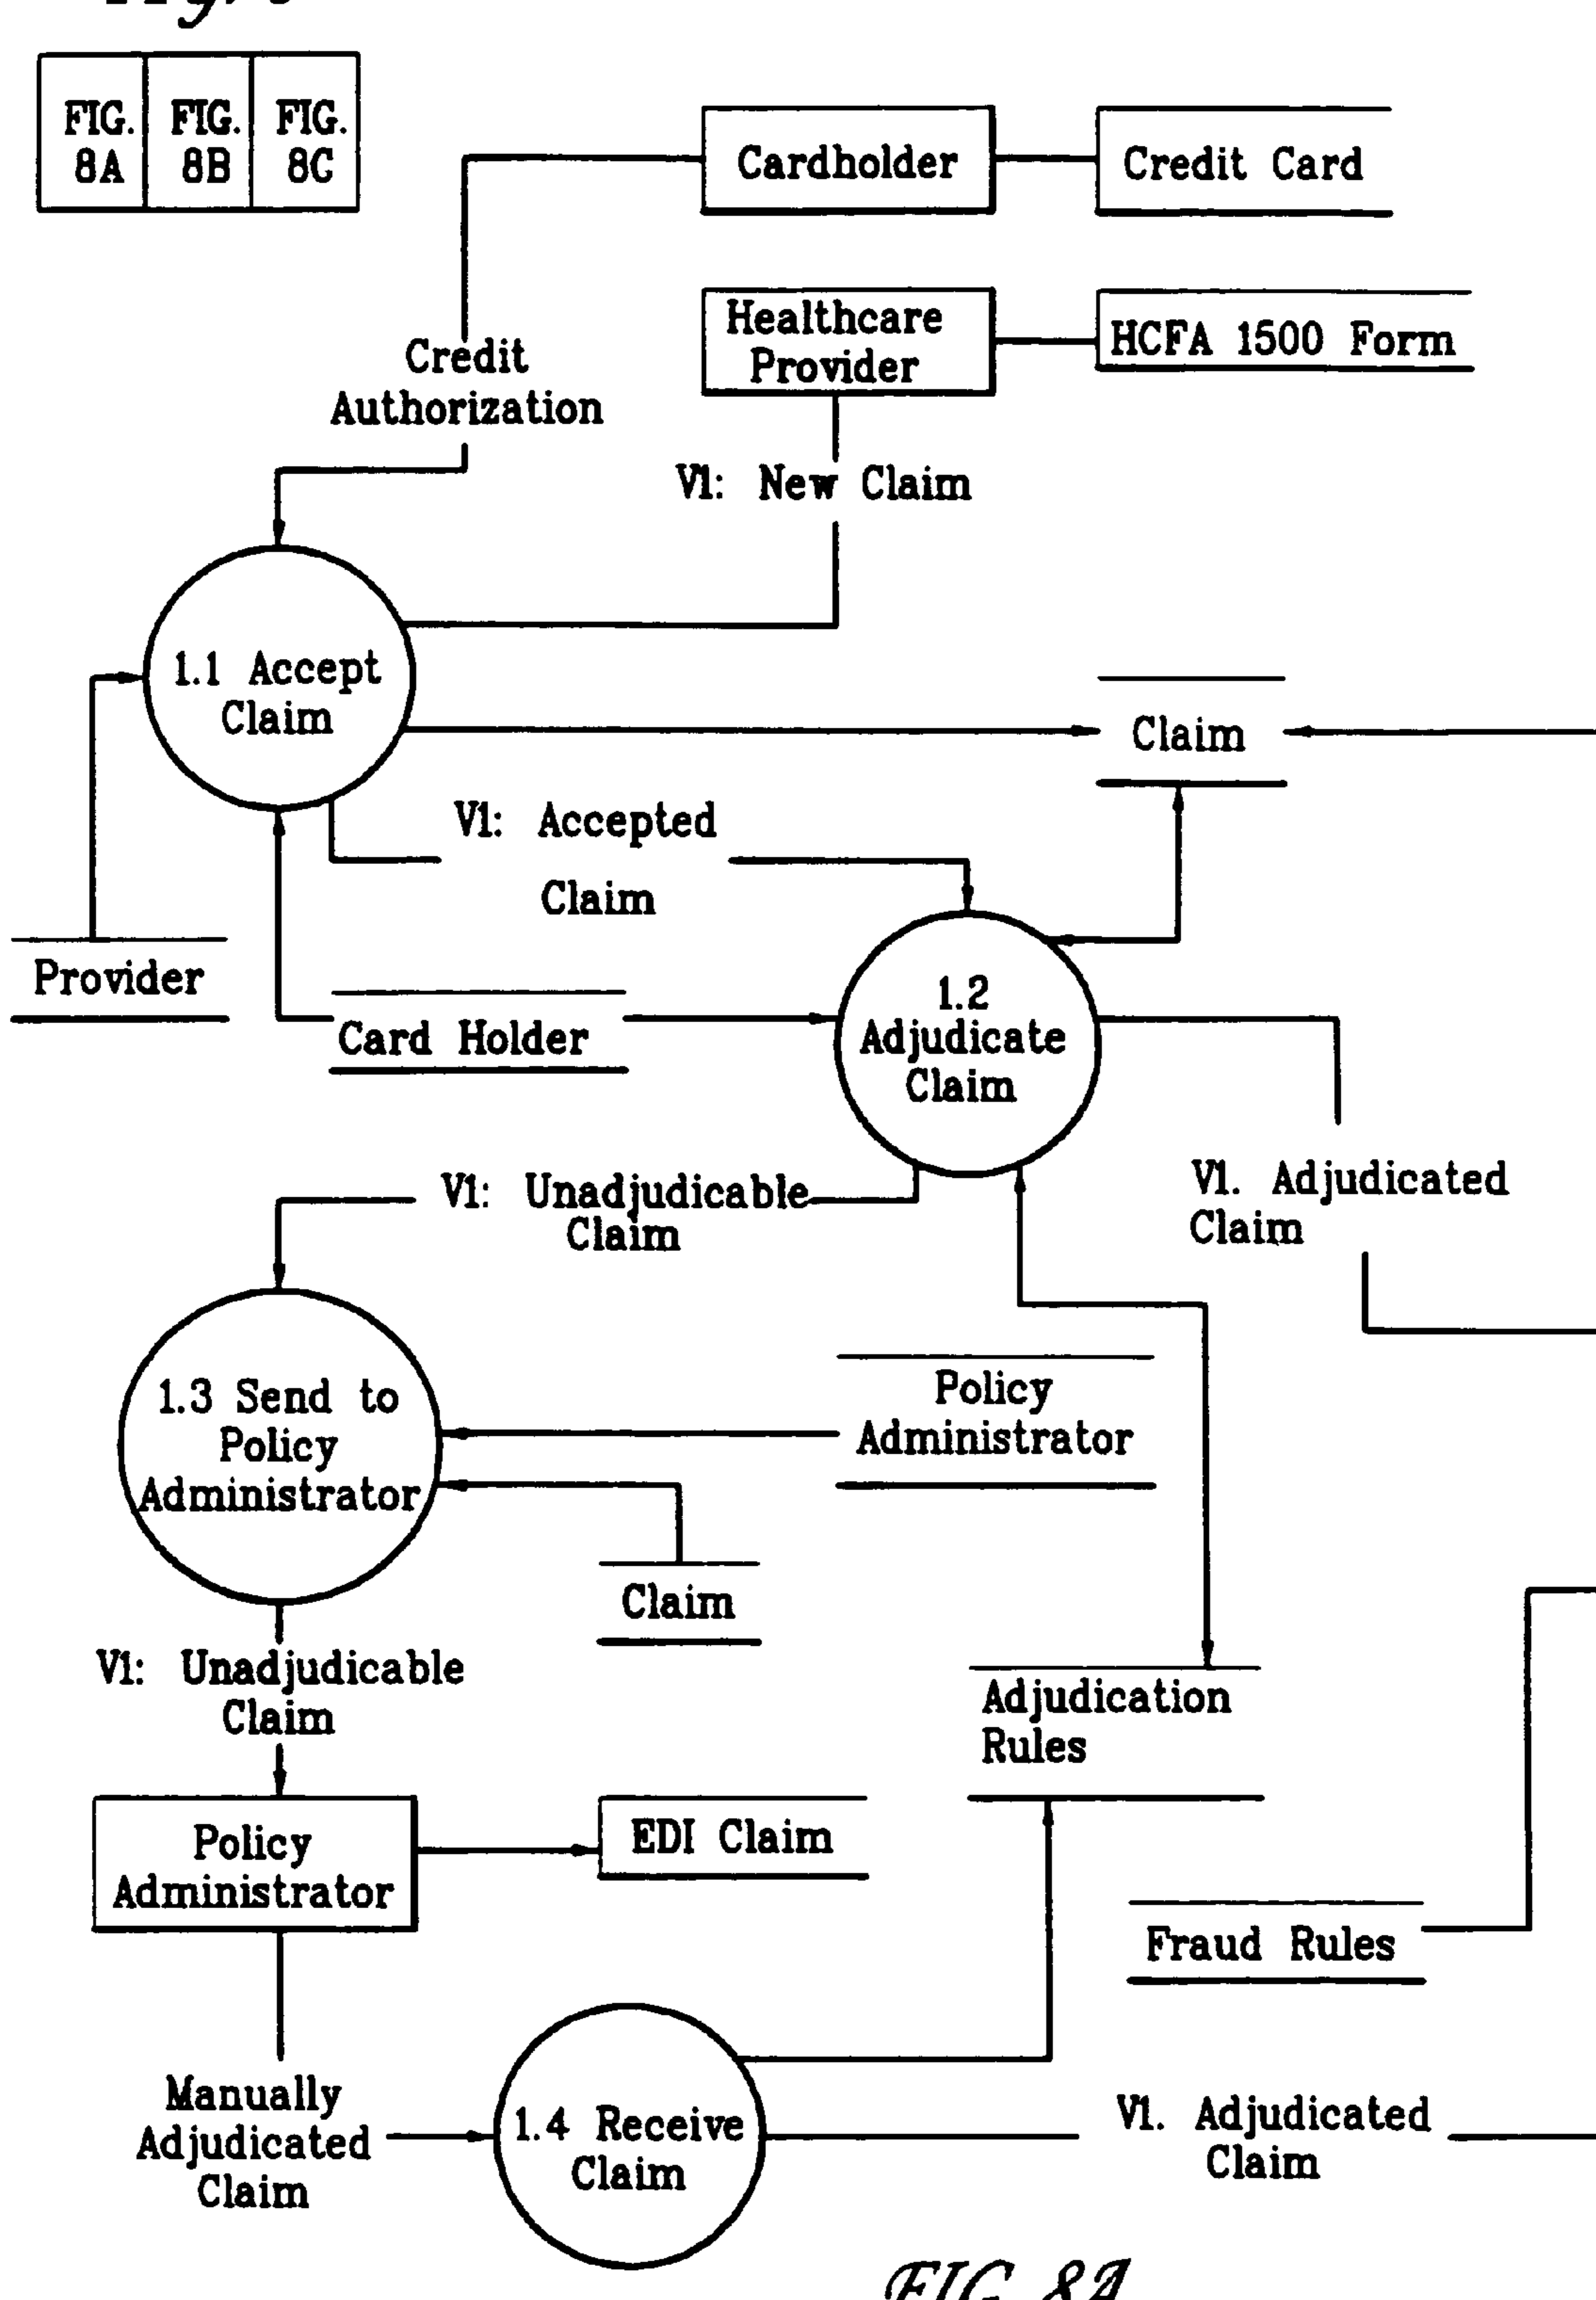 FIG. 8A
FIG. 8B
FIG. 8C
Cardholder
Credit Card
Healthcare
Provider
HCFA 1500 Form
Credit
Authorization
V1: New Claim
1.1 Accept
Claim
Claim
V1: Accepted
Claim
Provider
Card Holder
1.2
Adjudicate
Claim
V1: Unadjudicable
Claim
V1. Adjudicated
Claim
1.3 Send to
Policy
Administrator
Policy
Administrator
Claim
V1: Unadjudicable
Claim
Adjudication
Rules
Policy
Administrator
EDI Claim
Fraud Rules
Manually
Adjudicated
Claim
1.4 Receive
Claim
V1. Adjudicated
Claim
FIG. 8A